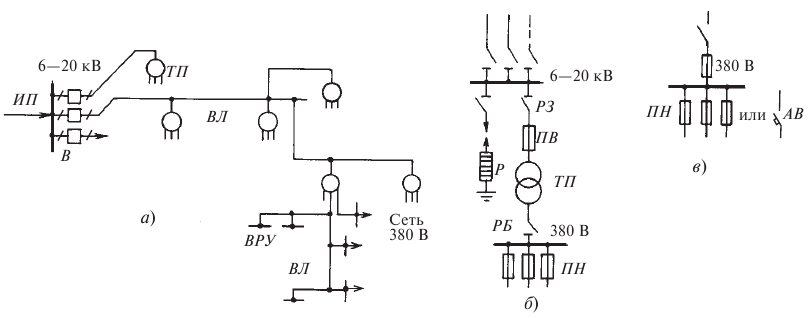 6—20 кВ
ТП
ИП
ВЛ
В
а)
ВРУ
ВЛ
Сеть
380 В
6—20 кВ
РЗ
ПВ
Р
ТП
РБ
380 В
ПН
б)
380 В
ПН
или
АВ
в)